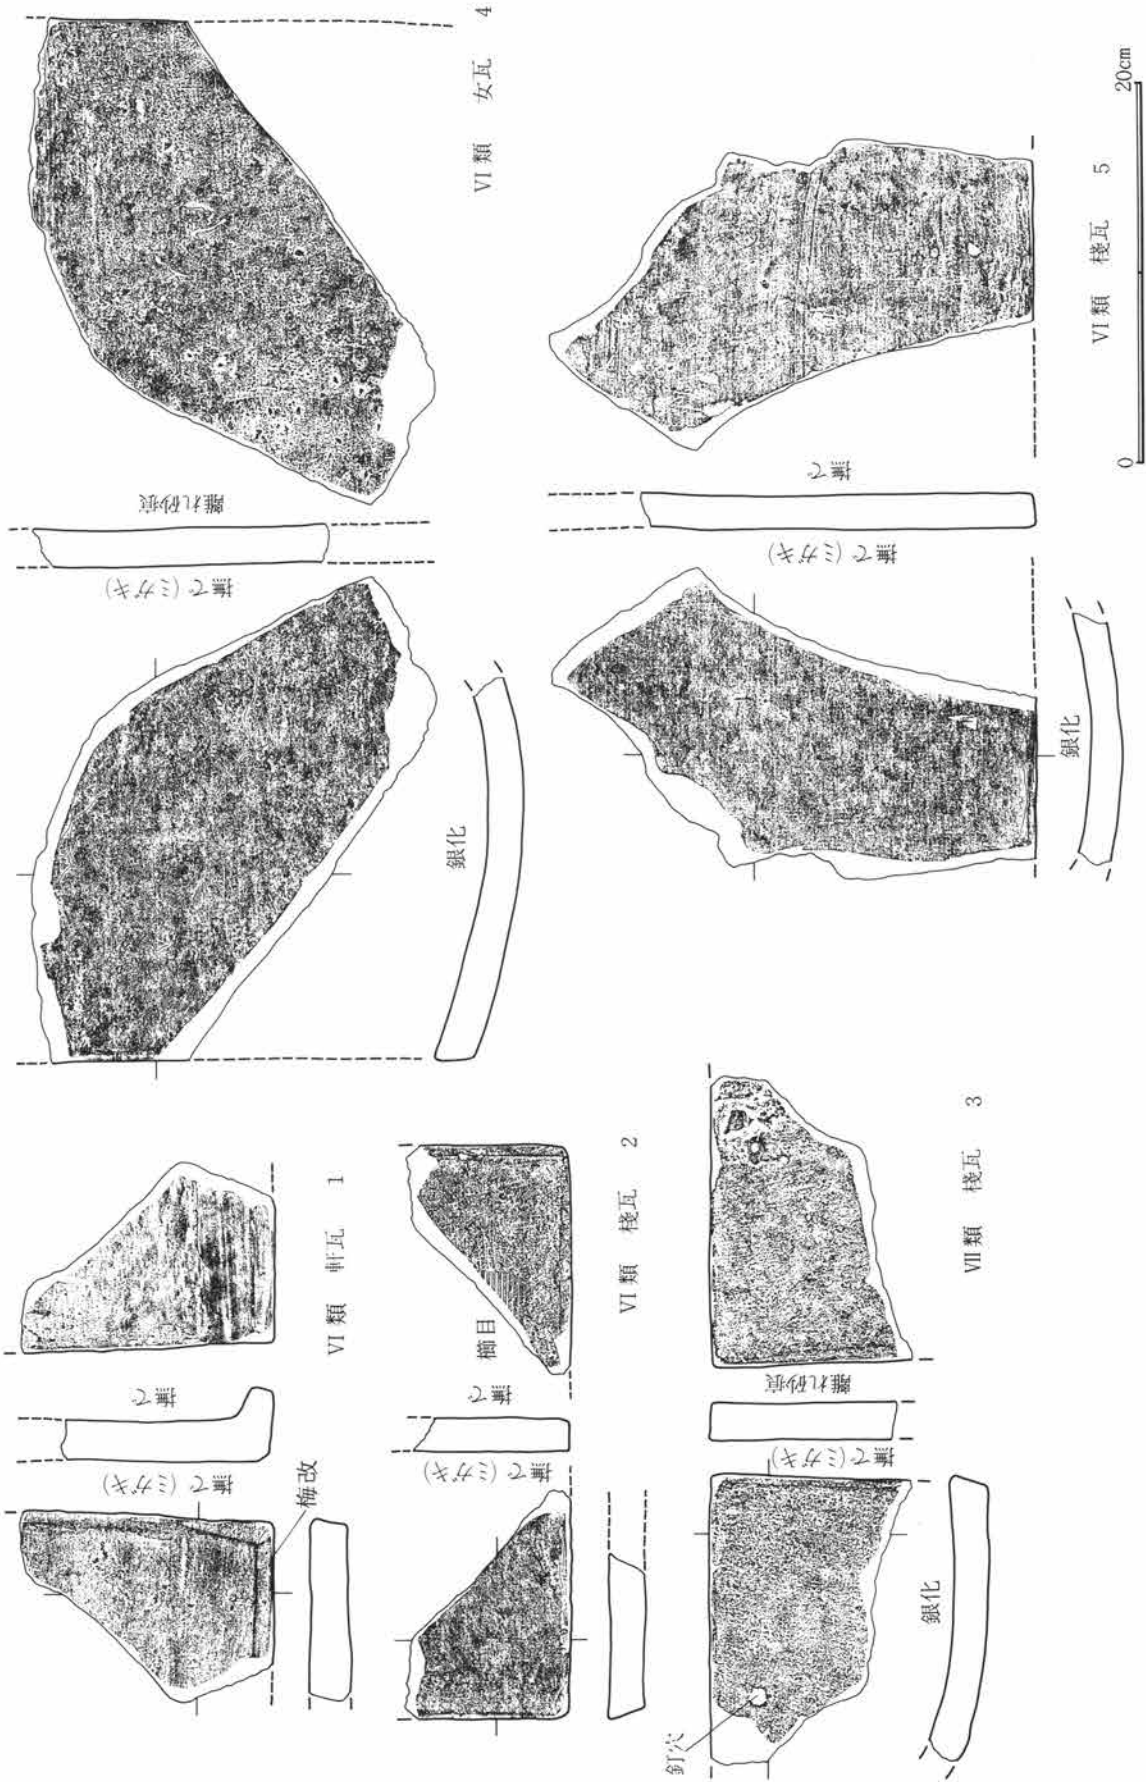 撫で(ミガキ)
撫で
梅改
VI類 軒瓦 1
撫で(ミガキ)
撫で
櫛目
VI類 桟瓦 2
釘穴
撫で(ミガキ)
離れ砂痕
銀化
VII類 桟瓦 3
撫で(ミガキ)
離れ砂痕
銀化
VI類 女瓦 4
撫で(ミガキ)
撫で
銀化
VI類 桟瓦 5
0 20cm